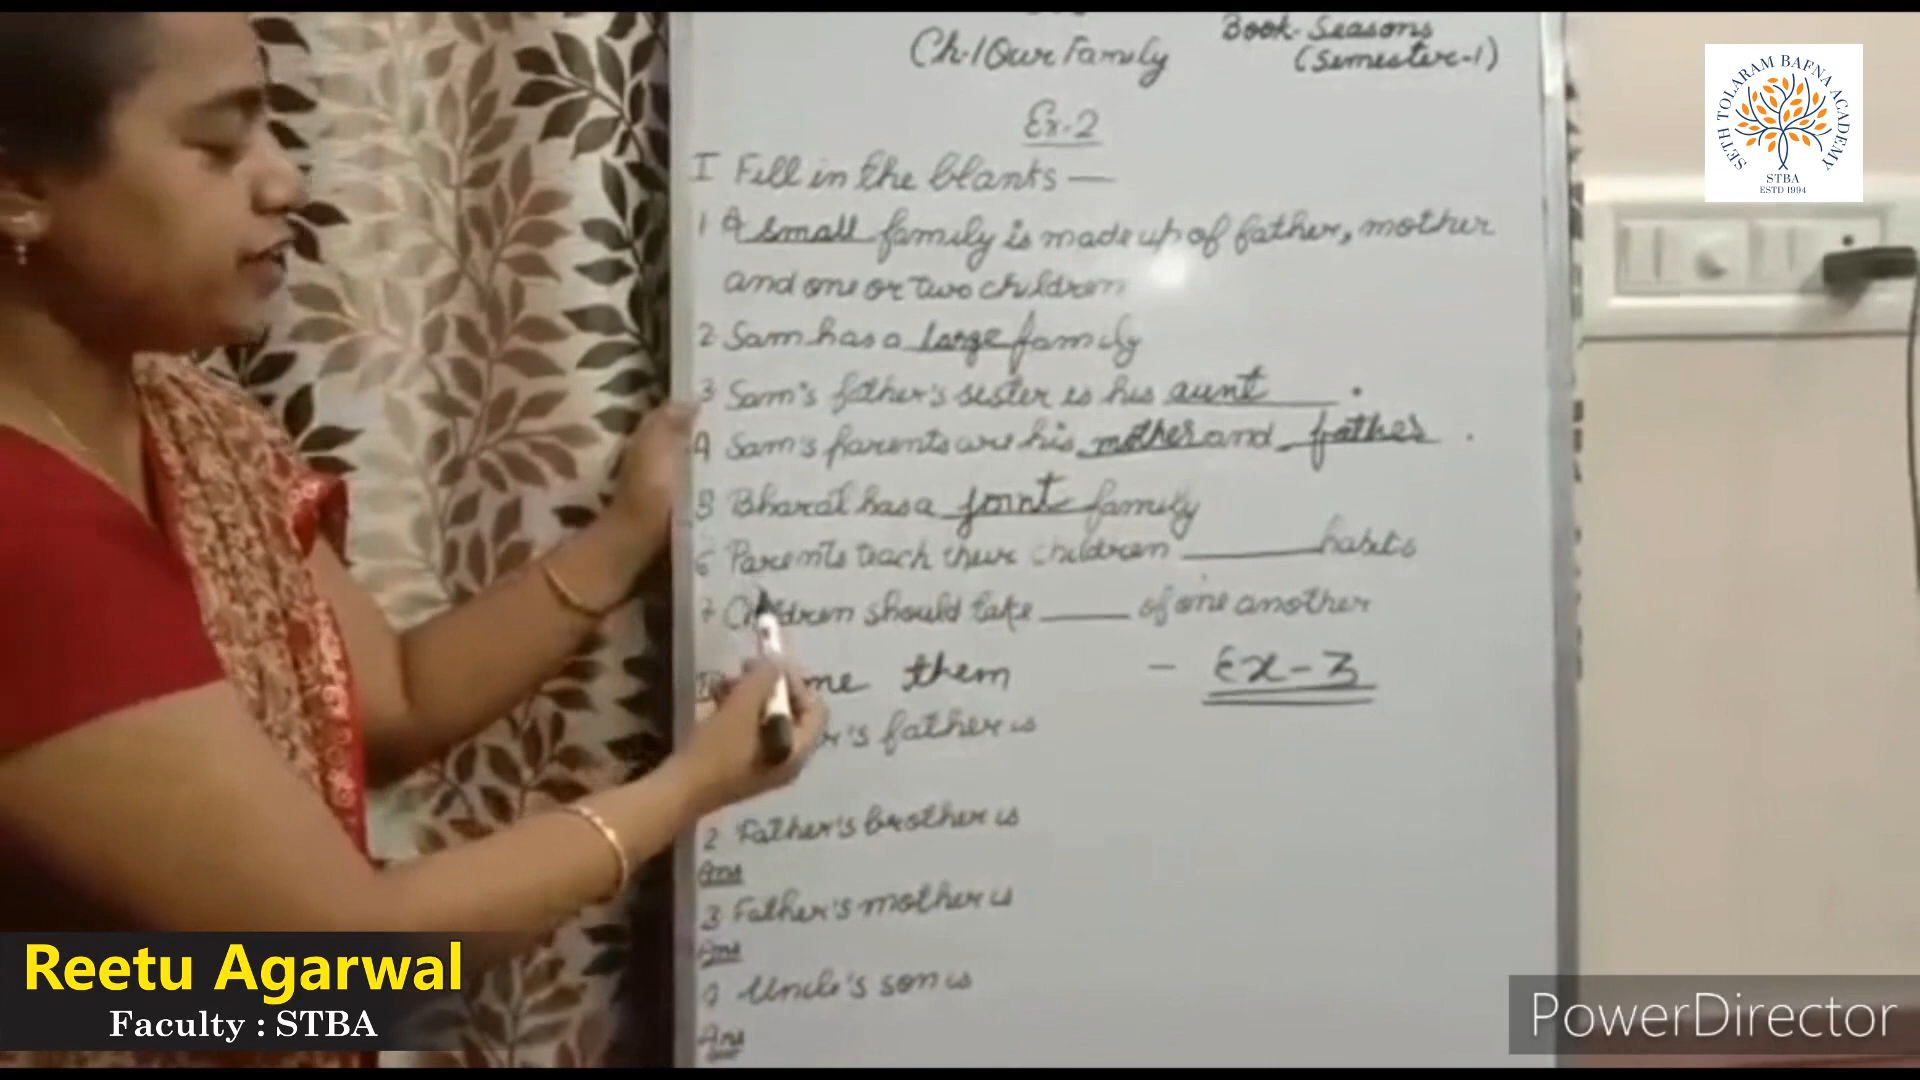 Ch-1 Our Family
Book-Seasons
(Semester-1)
Ex-2
I Fill in the blanks —
1 A small family is made up of father, mother
and one or two children
2 Sam has a large family
3 Sam's father's sister is his aunt.
4 Sam's parents are his mother and father.
5 Bharat has a joint family
6 Parents teach their children ______ habits
7 Children should take ______ of one another
them — Ex-3
's father is
2 Father's brother is
Ans
3 Father's mother is
Ans
4 Uncle's son is
Ans
SETH TOLARAM BAFNA ACADEMY
STBA
ESTD 1994
Reetu Agarwal
Faculty : STBA
PowerDirector